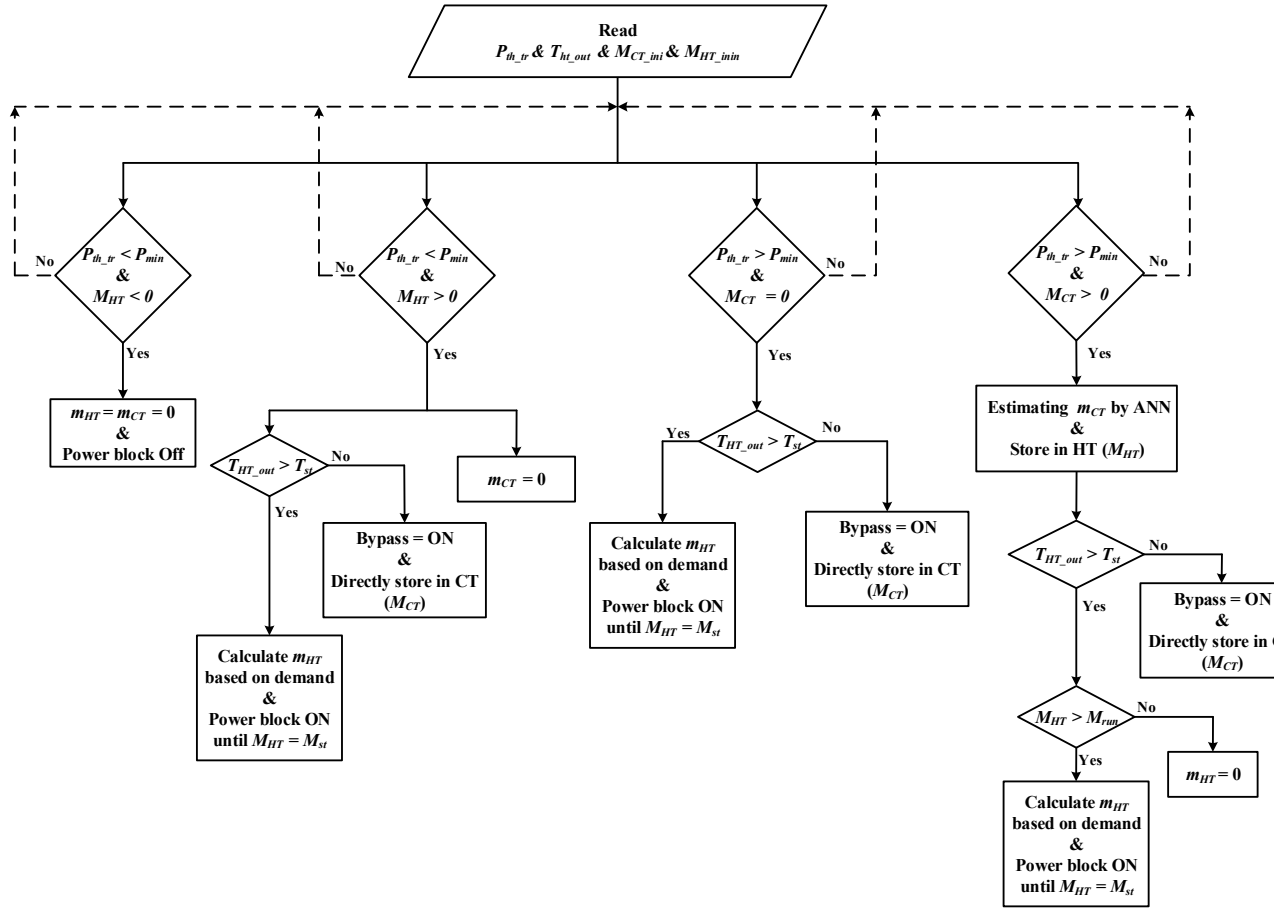 Read
P_th_tr & T_ht_out & M_CT_ini & M_HT_inin
P_th_tr < P_min
&
M_HT < 0
No
Yes
m_HT = m_CT = 0
&
Power block Off
P_th_tr < P_min
&
M_HT > 0
No
Yes
T_HT_out > T_st
No
Yes
m_CT = 0
Bypass = ON
&
Directly store in CT
(M_CT)
Calculate m_HT
based on demand
&
Power block ON
until M_HT = M_st
P_th_tr > P_min
&
M_CT = 0
No
Yes
T_HT_out > T_st
Yes
No
Calculate m_HT
based on demand
&
Power block ON
until M_HT = M_st
Bypass = ON
&
Directly store in CT
(M_CT)
P_th_tr > P_min
&
M_CT > 0
No
Yes
Estimating m_CT by ANN
&
Store in HT (M_HT)
T_HT_out > T_st
No
Yes
Bypass = ON
&
Directly store in
(M_CT)
M_HT > M_run
No
Yes
m_HT = 0
Calculate m_HT
based on demand
&
Power block ON
until M_HT = M_st